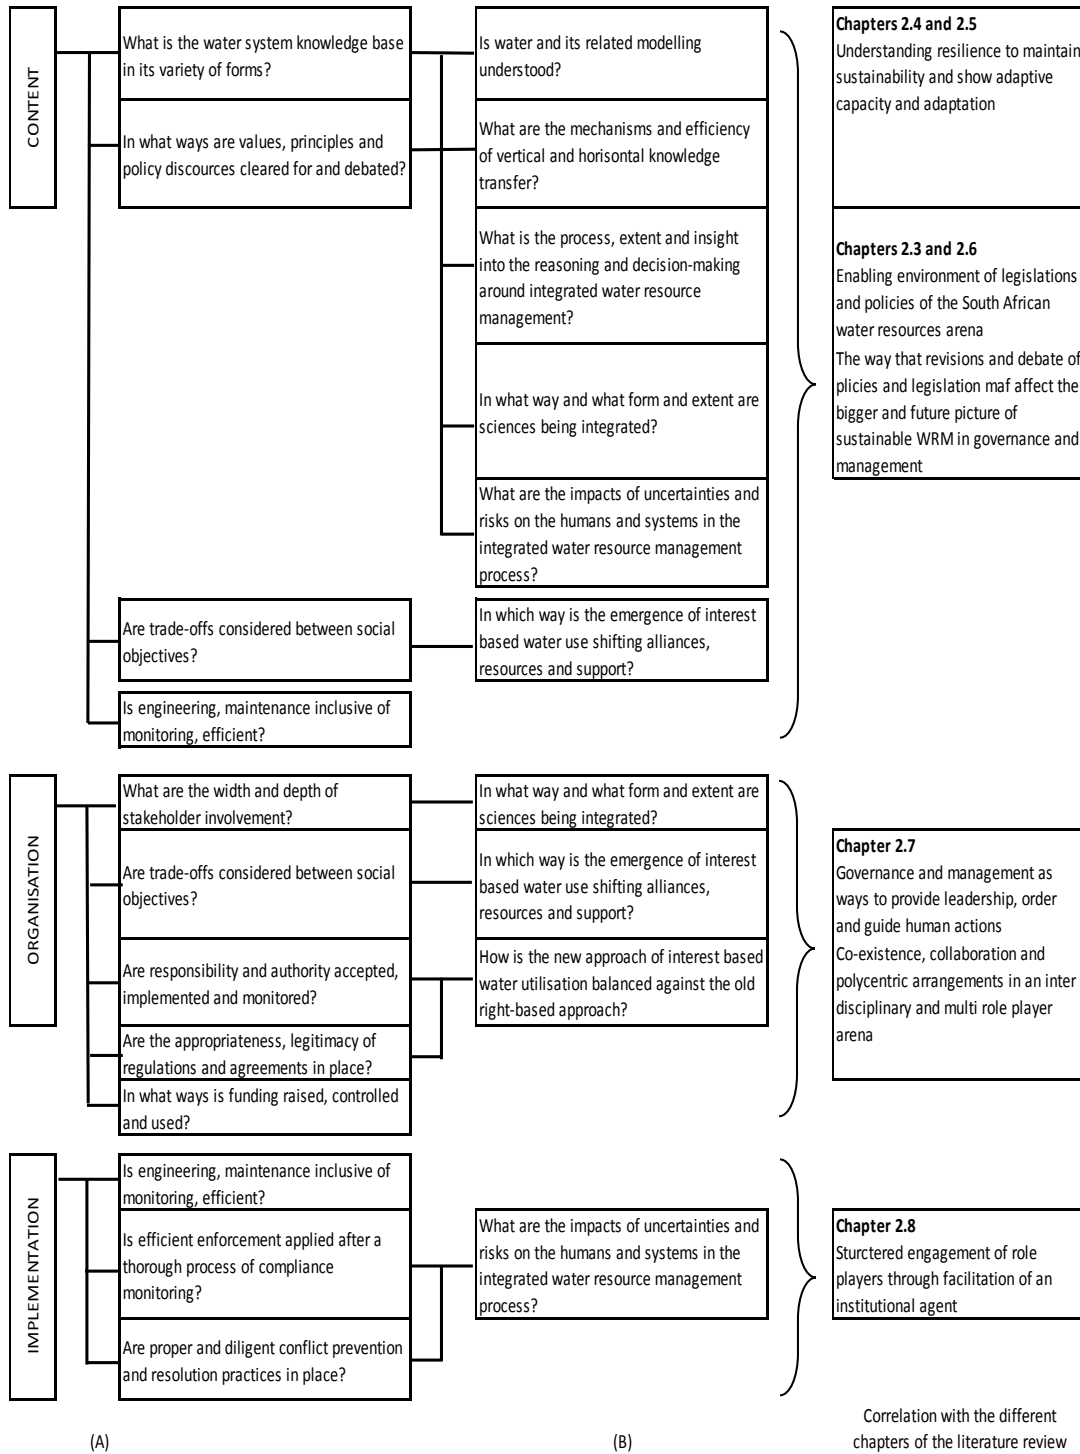 CONTENT
What is the water system knowledge base
in its variety of forms?
In what ways are values, principles and
policy discources cleared for and debated?
Are trade-offs considered between social
objectives?
Is engineering, maintenance inclusive of
monitoring, efficient?
Is water and its related modelling
understood?
What are the mechanisms and efficiency
of vertical and horisontal knowledge
transfer?
What is the process, extent and insight
into the reasoning and decision-making
around integrated water resource
management?
In what way and what form and extent are
sciences being integrated?
What are the impacts of uncertainties and
risks on the humans and systems in the
integrated water resource management
process?
In which way is the emergence of interest
based water use shifting alliances,
resources and support?
Chapters 2.4 and 2.5
Understanding resilience to maintain
sustainability and show adaptive
capacity and adaptation
Chapters 2.3 and 2.6
Enabling environment of legislations
and policies of the South African
water resources arena
The way that revisions and debate of
plicies and legislation maf affect the
bigger and future picture of
sustainable WRM in governance and
management
ORGANISATION
What are the width and depth of
stakeholder involvement?
Are trade-offs considered between social
objectives?
Are responsibility and authority accepted,
implemented and monitored?
Are the appropriateness, legitimacy of
regulations and agreements in place?
In what ways is funding raised, controlled
and used?
In what way and what form and extent are
sciences being integrated?
In which way is the emergence of interest
based water use shifting alliances,
resources and support?
How is the new approach of interest based
water utilisation balanced against the old
right-based approach?
Chapter 2.7
Governance and management as
ways to provide leadership, order
and guide human actions
Co-existence, collaboration and
polycentric arrangements in an inter
disciplinary and multi role player
arena
IMPLEMENTATION
Is engineering, maintenance inclusive of
monitoring, efficient?
Is efficient enforcement applied after a
thorough process of compliance
monitoring?
Are proper and diligent conflict prevention
and resolution practices in place?
What are the impacts of uncertainties and
risks on the humans and systems in the
integrated water resource management
process?
Chapter 2.8
Sturctered engagement of role
players through facilitation of an
institutional agent
(A)
(B)
Correlation with the different
chapters of the literature review